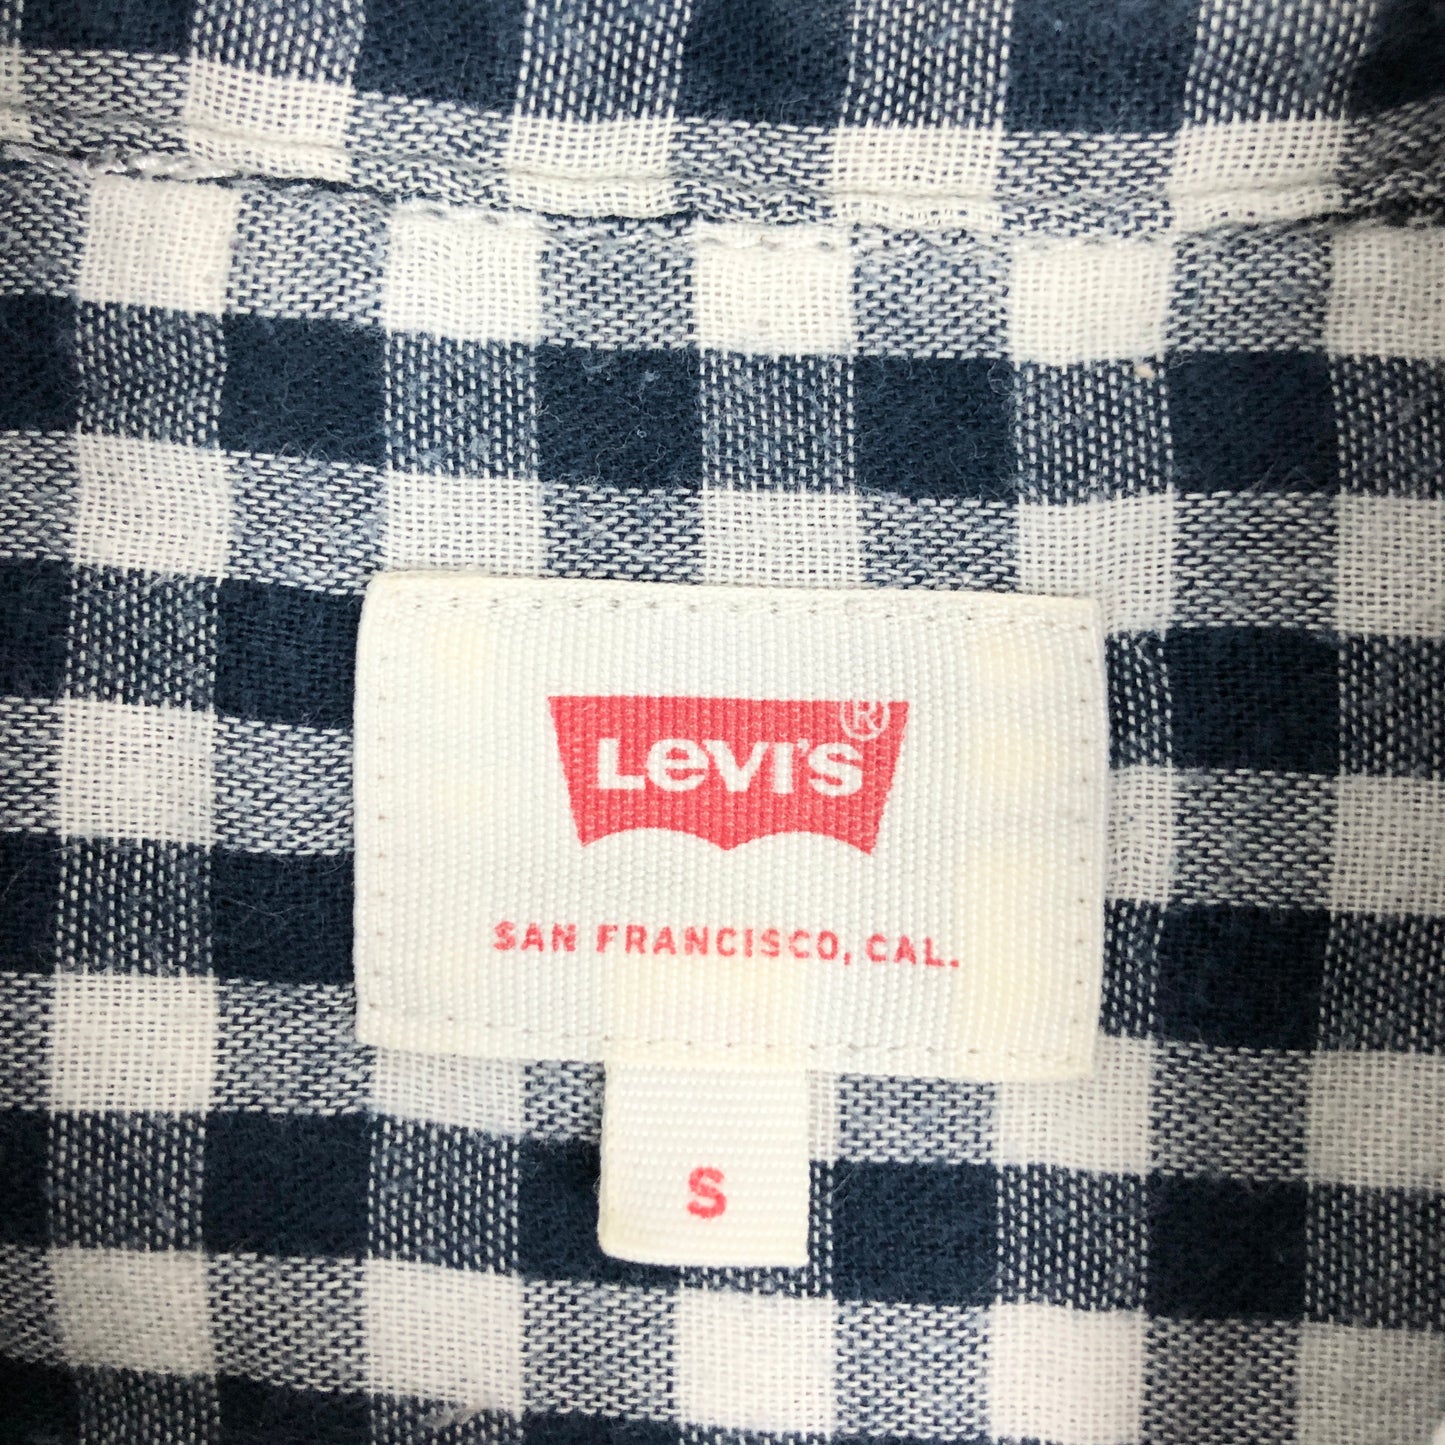 LEVI'S®
SAN FRANCISCO, CAL.
S